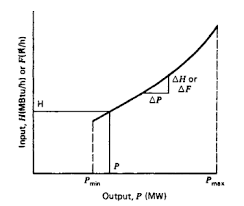 Input, H(MBtu/h) or F(R/h)
H
ΔH or
ΔF
ΔP
P
Pmin
Pmax
Output, P (MW)